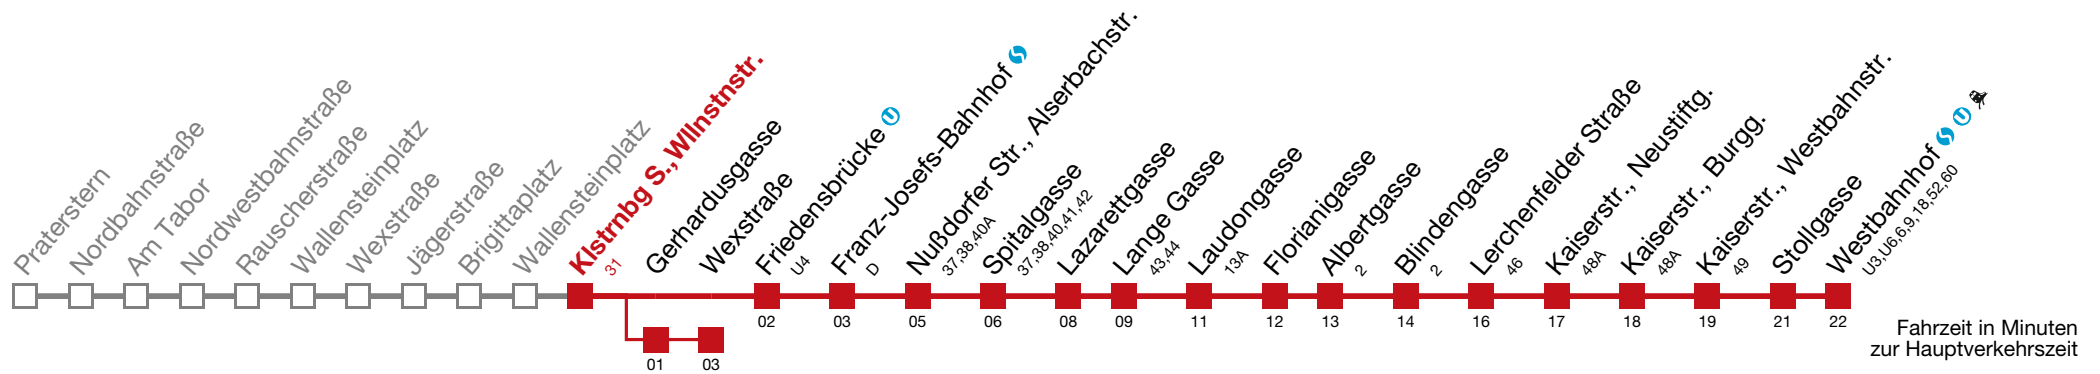 Praterstern
Nordbahnstraße
Am Tabor
Nordwestbahnstraße
Rauscherstraße
Wallensteinplatz
Wexstraße
Jägerstraße
Brigittaplatz
Wallensteinplatz
Klstrnbg S., Wllnstnstr.
31
Gerhardusgasse
Wexstraße
Friedensbrücke U
U4
Franz-Josefs-Bahnhof
D
Nußdorfer Str., Alserbachstr.
37,38,40A
Spitalgasse
37,38,40,41,42
Lazarettgasse
Lange Gasse
43,44
Laudongasse
13A
Florianigasse
Albertgasse
2
Blindengasse
2
Lerchenfelder Straße
46
Kaiserstr., Neustiftg.
48A
Kaiserstr., Burgg.
48A
Kaiserstr., Westbahnstr.
49
Stollgasse
Westbahnhof U
U3,U6,6,9,18,52,60
02 03 05 06 08 09 11 12 13 14 16 17 18 19 21 22
01 03
Fahrzeit in Minuten
zur Hauptverkehrszeit